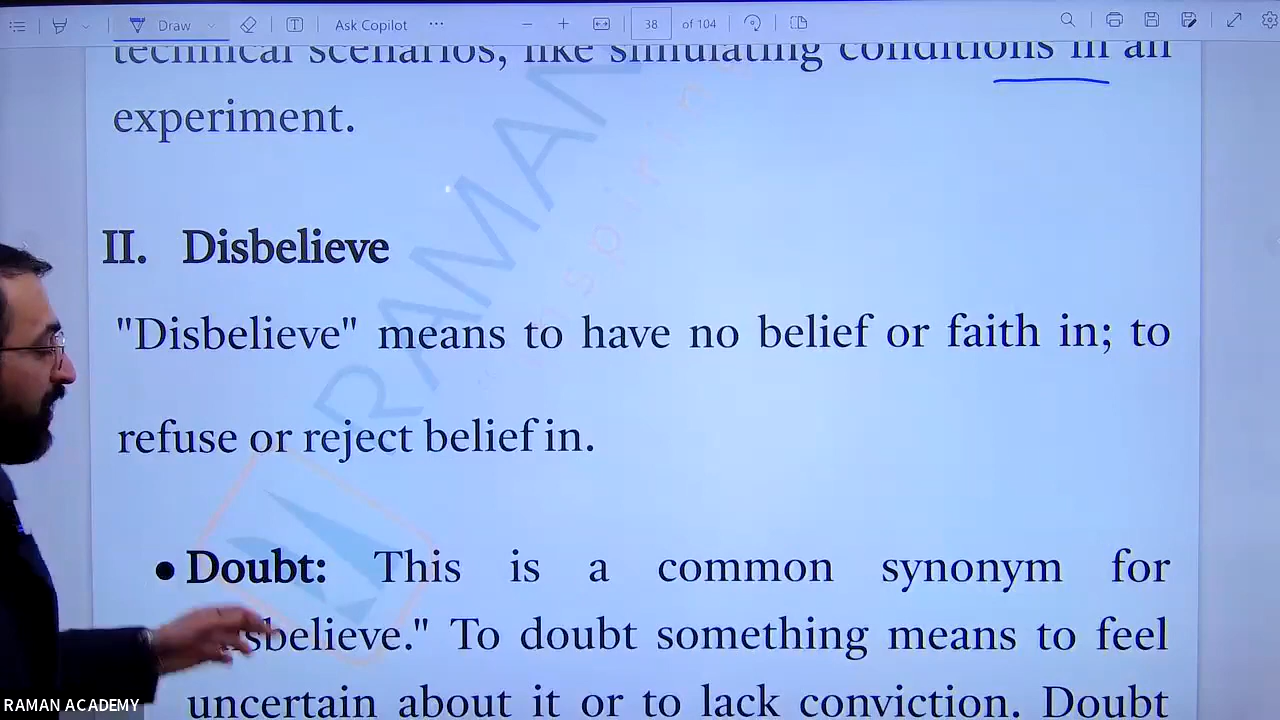 Draw
Ask Copilot
38 of 104
technical scenarios, like simulating conditions in an
experiment.
II. Disbelieve
"Disbelieve" means to have no belief or faith in; to
refuse or reject belief in.
• Doubt: This is a common synonym for
sbelieve." To doubt something means to feel
uncertain about it or to lack conviction. Doubt
RAMAN
RAMAN ACADEMY